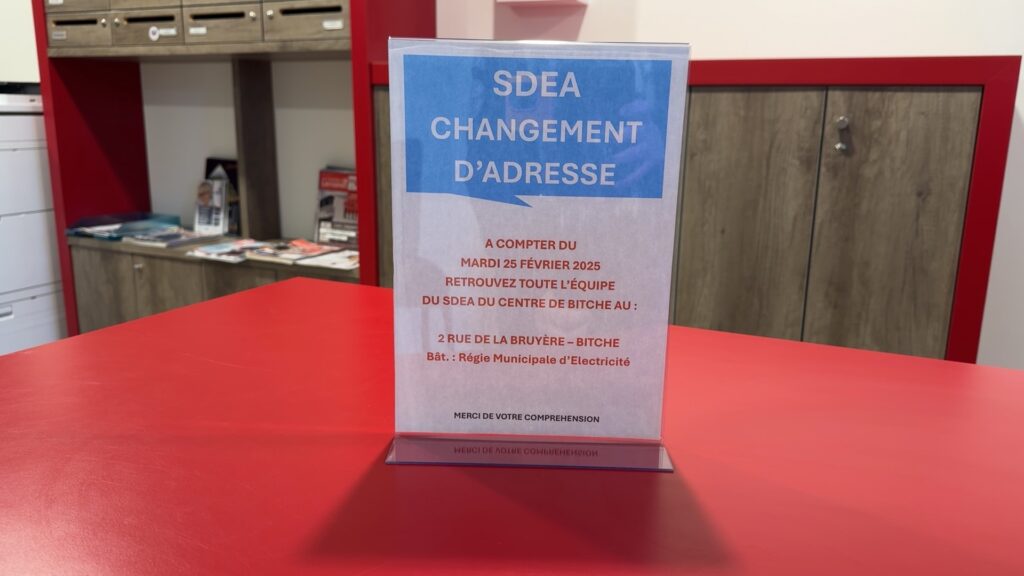 SDEA
CHANGEMENT
D'ADRESSE
A COMPTER DU
MARDI 25 FÉVRIER 2025
RETROUVEZ TOUTE L'ÉQUIPE
DU SDEA DU CENTRE DE BITCHE AU :
2 RUE DE LA BRUYÈRE – BITCHE
Bât. : Régie Municipale d'Electricité
MERCI DE VOTRE COMPREHENSION